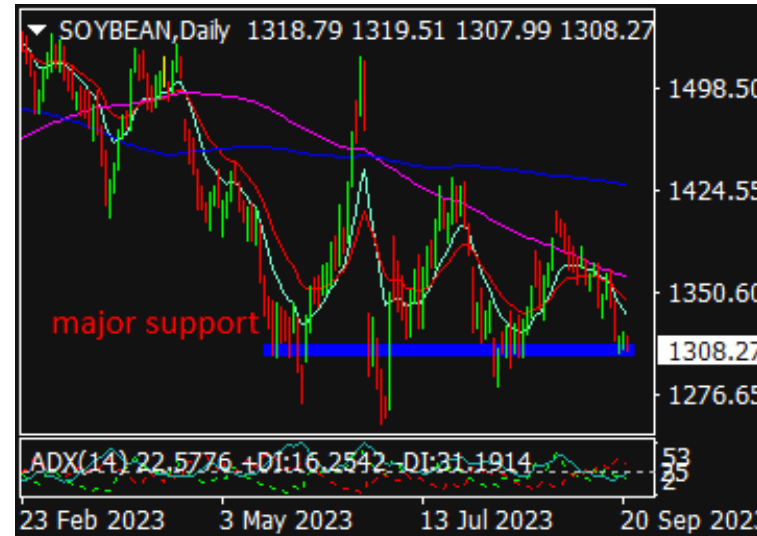 SOYBEAN,Daily 1318.79 1319.51 1307.99 1308.27
1498.50
1424.55
1350.60
major support
1308.27
1276.65
ADX(14) 22.5776 +DI:16.2542 -DI:31.1914
53
25
2
23 Feb 2023 3 May 2023 13 Jul 2023 20 Sep 2023